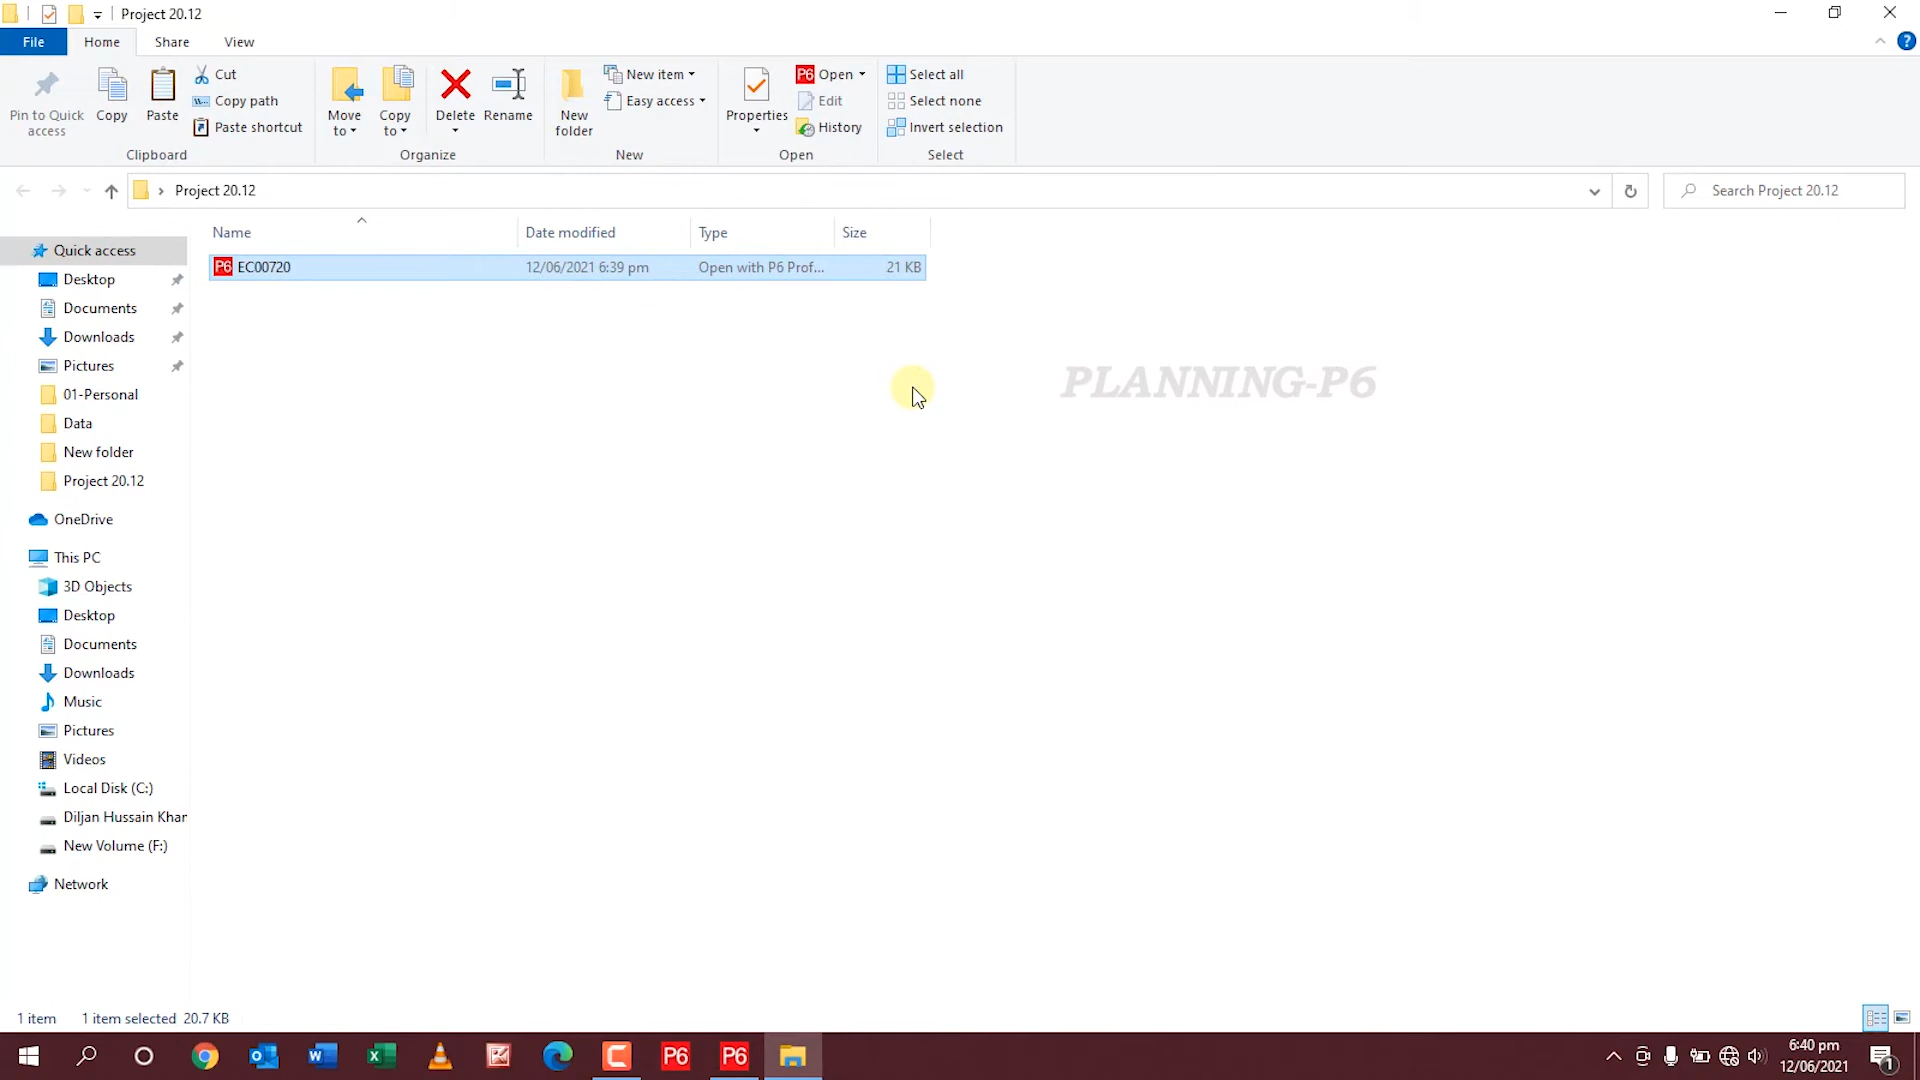 Project 20.12
File Home Share View
Pin to Quick access
Copy
Paste
Cut
Copy path
Paste shortcut
Clipboard
Move to
Copy to
Delete
Rename
Organize
New folder
New item
Easy access
New
Properties
P6 Open
Edit
History
Open
Select all
Select none
Invert selection
Select
Project 20.12
Search Project 20.12
Name Date modified Type Size
P6 EC00720 12/06/2021 6:39 pm Open with P6 Prof... 21 KB
Quick access
Desktop
Documents
Downloads
Pictures
01-Personal
Data
New folder
Project 20.12
OneDrive
This PC
3D Objects
Desktop
Documents
Downloads
Music
Pictures
Videos
Local Disk (C:)
Diljan Hussain Khan
New Volume (F:)
Network
PLANNING-P6
1 item 1 item selected 20.7 KB
P6 P6
6:40 pm
12/06/2021
1